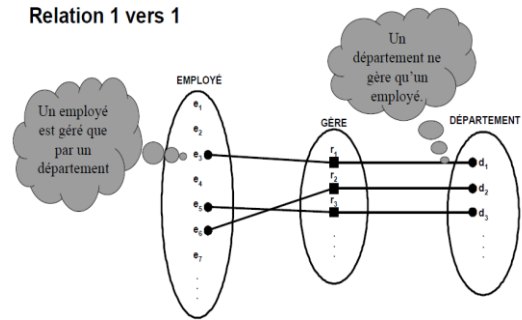 Relation 1 vers 1
Un
département ne
gère qu'un
employé.
Un employé
est géré que
par un
département
EMPLOYÉ
GÈRE
DÉPARTEMENT
e1
e2
e3
e4
e5
e6
e7
r1
r2
r3
d1
d2
d3